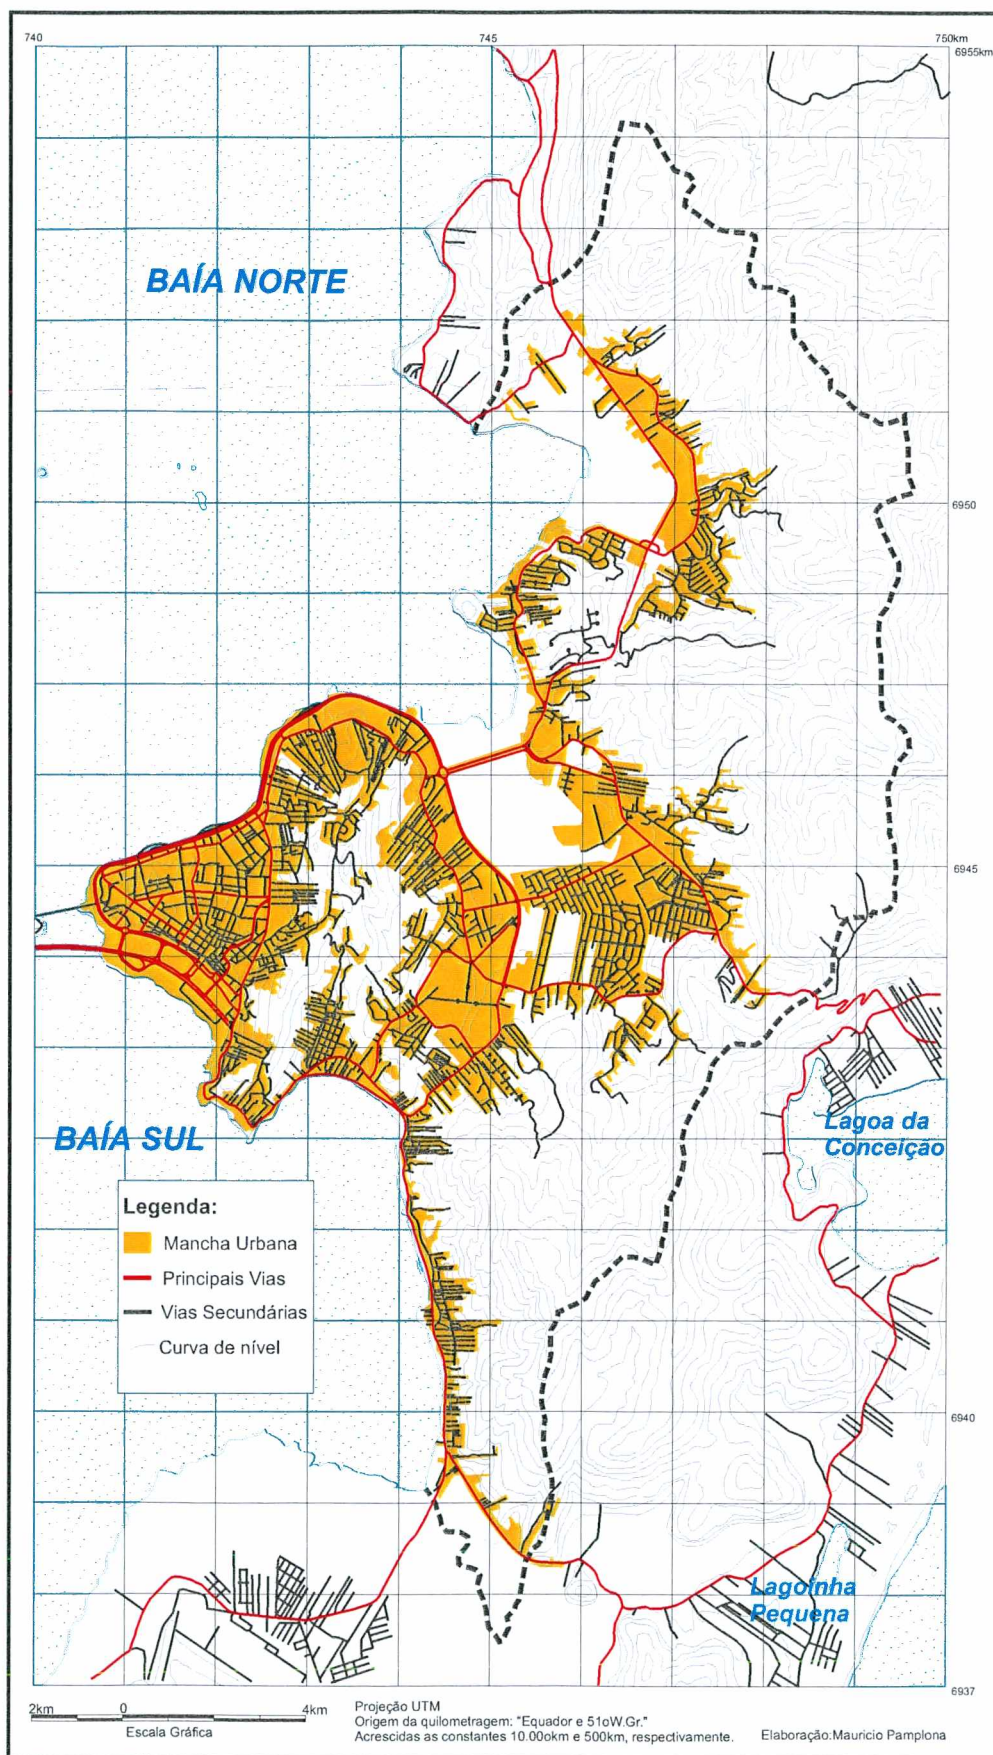 740
745
750km
6955km
BAÍA NORTE
6950
6945
BAÍA SUL
Lagoa da
Conceição
Legenda:
Mancha Urbana
Principais Vias
Vias Secundárias
Curva de nível
6940
Lagoinha
Pequena
6937
2km
0
4km
Escala Gráfica
Projeção UTM
Origem da quilometragem: "Equador e 51oW.Gr."
Acrescidas as constantes 10.00okm e 500km, respectivamente.
Elaboração:Mauricio Pamplona